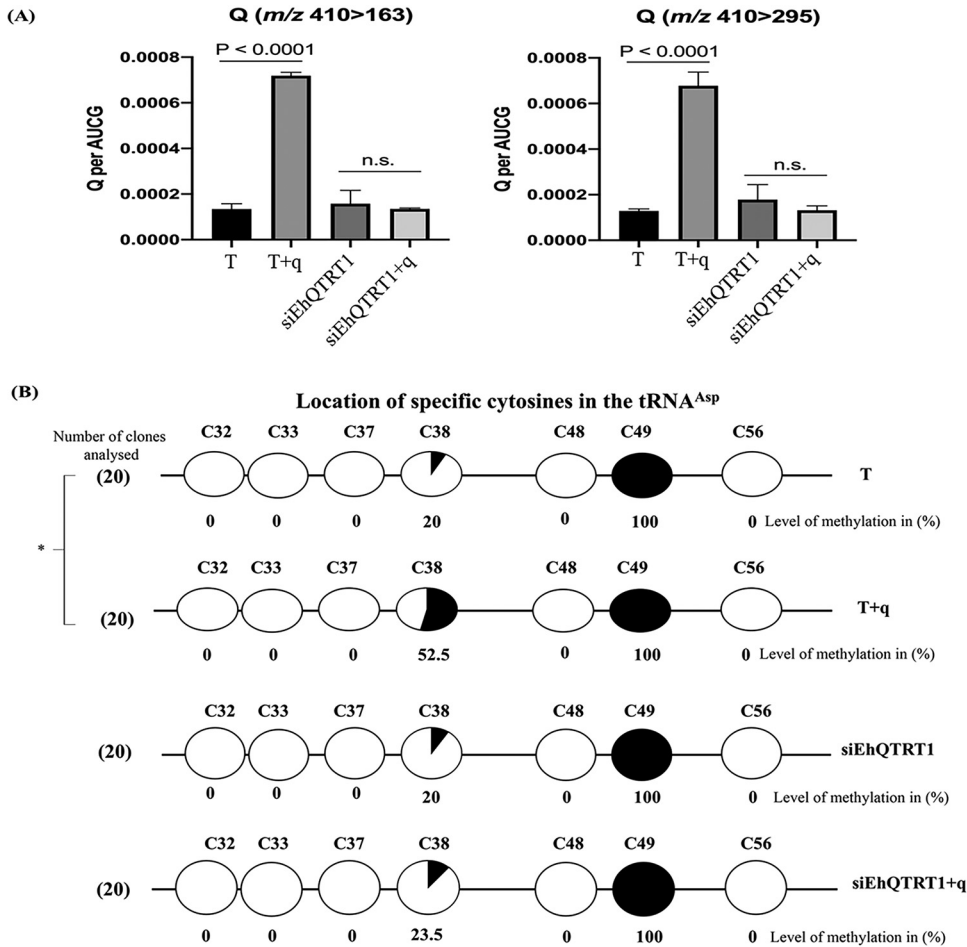 (A)
Q (m/z 410>163)
Q (m/z 410>295)
P < 0.0001
0.0008
0.0006
0.0004
0.0002
0.0000
Q per AUCG
n.s.
T
T+q
siEhQTRT1
siEhQTRT1+q
P < 0.0001
0.0008
0.0006
0.0004
0.0002
0.0000
Q per AUCG
n.s.
T
T+q
siEhQTRT1
siEhQTRT1+q
(B)
Location of specific cytosines in the tRNAAsp
Number of clones
analysed
C32 C33 C37 C38 C48 C49 C56
(20) T
0 0 0 20 0 100 0 Level of methylation in (%)
*
C32 C33 C37 C38 C48 C49 C56
(20) T+q
0 0 0 52.5 0 100 0 Level of methylation in (%)
C32 C33 C37 C38 C48 C49 C56
(20) siEhQTRT1
0 0 0 20 0 100 0 Level of methylation in (%)
C32 C33 C37 C38 C48 C49 C56
(20) siEhQTRT1+q
0 0 0 23.5 0 100 0 Level of methylation in (%)